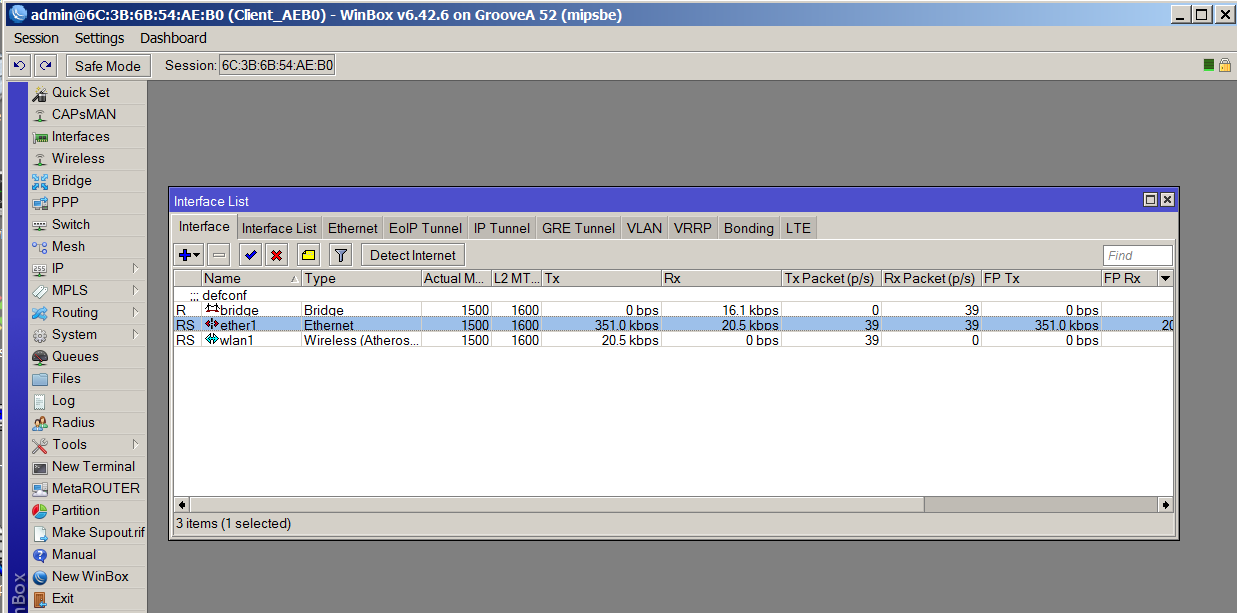 admin@6C:3B:6B:54:AE:B0 (Client_AEB0) - WinBox v6.42.6 on GrooveA 52 (mipsbe)
Session Settings Dashboard
Safe Mode Session: 6C:3B:6B:54:AE:B0
Quick Set
CAPsMAN
Interfaces
Wireless
Bridge
PPP
Switch
Mesh
IP
MPLS
Routing
System
Queues
Files
Log
Radius
Tools
New Terminal
MetaROUTER
Partition
Make Supout.rif
Manual
New WinBox
Exit
Interface List
Interface Interface List Ethernet EoIP Tunnel IP Tunnel GRE Tunnel VLAN VRRP Bonding LTE
Detect Internet Find
Name Type Actual M... L2 MT... Tx Rx Tx Packet (p/s) Rx Packet (p/s) FP Tx FP Rx
;;; defconf
R bridge Bridge 1500 1600 0 bps 16.1 kbps 0 39 0 bps
RS ether1 Ethernet 1500 1600 351.0 kbps 20.5 kbps 39 39 351.0 kbps 20
RS wlan1 Wireless (Atheros... 1500 1600 20.5 kbps 0 bps 39 0 0 bps
3 items (1 selected)